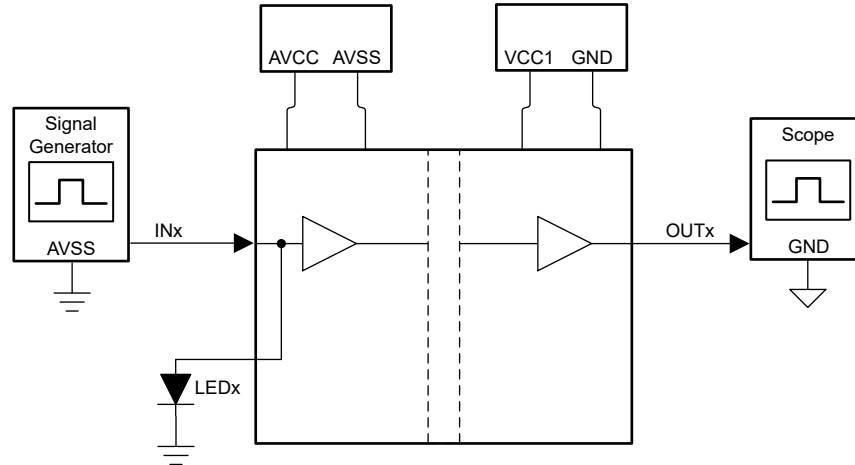 AVCC AVSS
VCC1 GND
Signal
Generator
AVSS
INx
OUTx
Scope
GND
LEDx